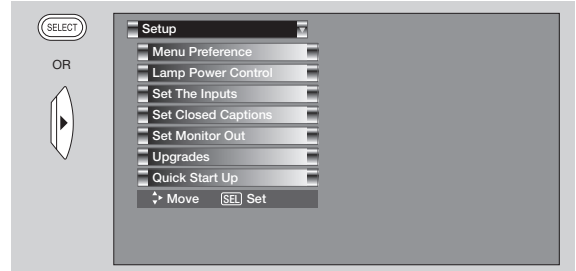 SELECT
OR
Setup
Menu Preference
Lamp Power Control
Set The Inputs
Set Closed Captions
Set Monitor Out
Upgrades
Quick Start Up
Move SEL Set